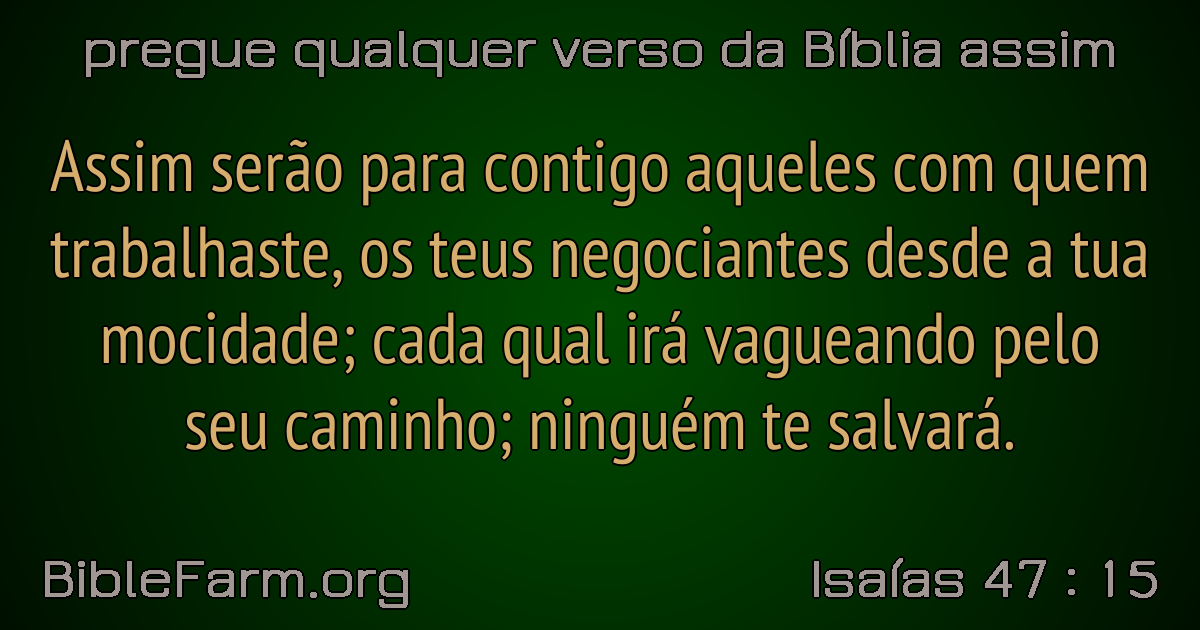 pregue qualquer verso da Bíblia assim
Assim serão para contigo aqueles com quem
trabalhaste, os teus negociantes desde a tua
mocidade; cada qual irá vagueando pelo
seu caminho; ninguém te salvará.
BibleFarm.org
Isaías 47 : 15